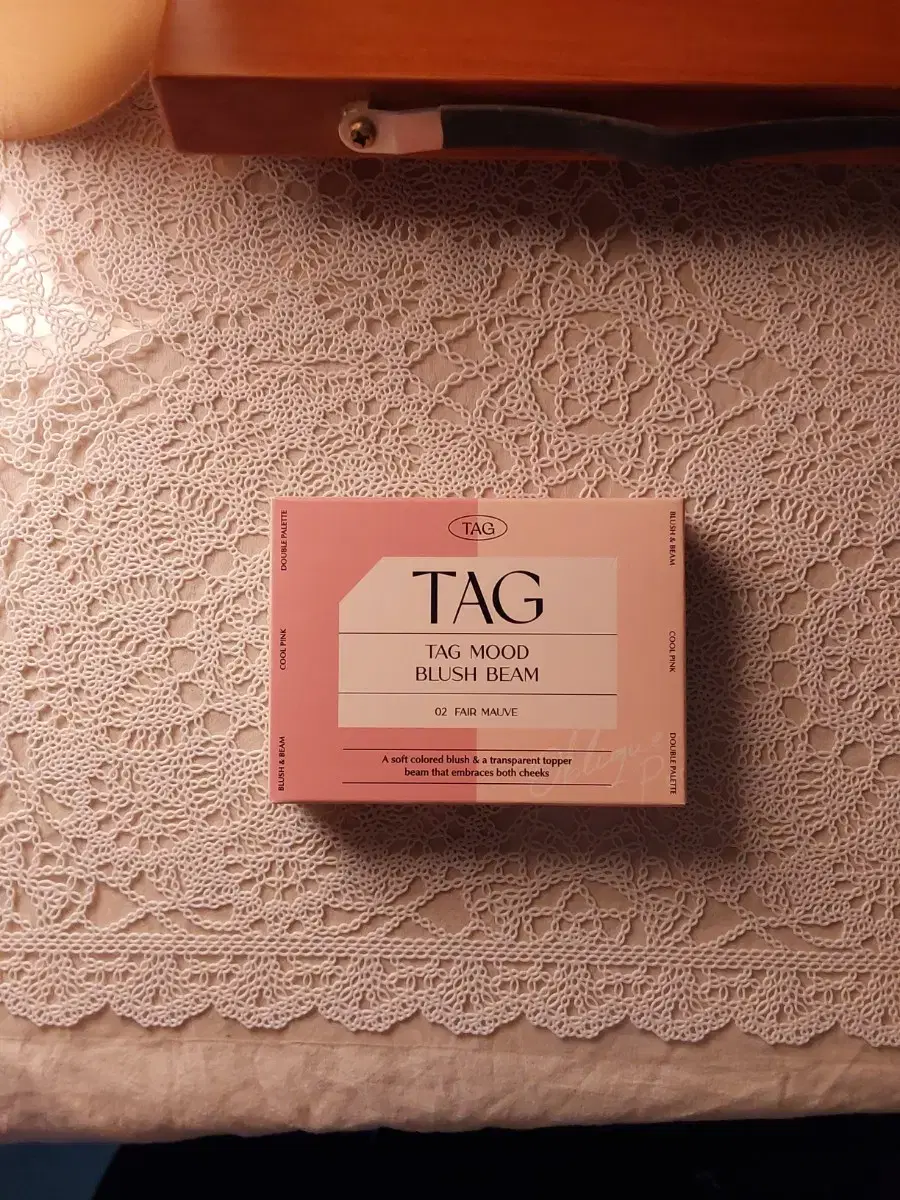 TAG
TAG
TAG MOOD
BLUSH BEAM
02 FAIR MAUVE
A soft colored blush & a transparent topper
beam that embraces both cheeks
DOUBLE PALETTE
COOL PINK
BLUSH & BEAM
BLUSH & BEAM
COOL PINK
DOUBLE PALETTE